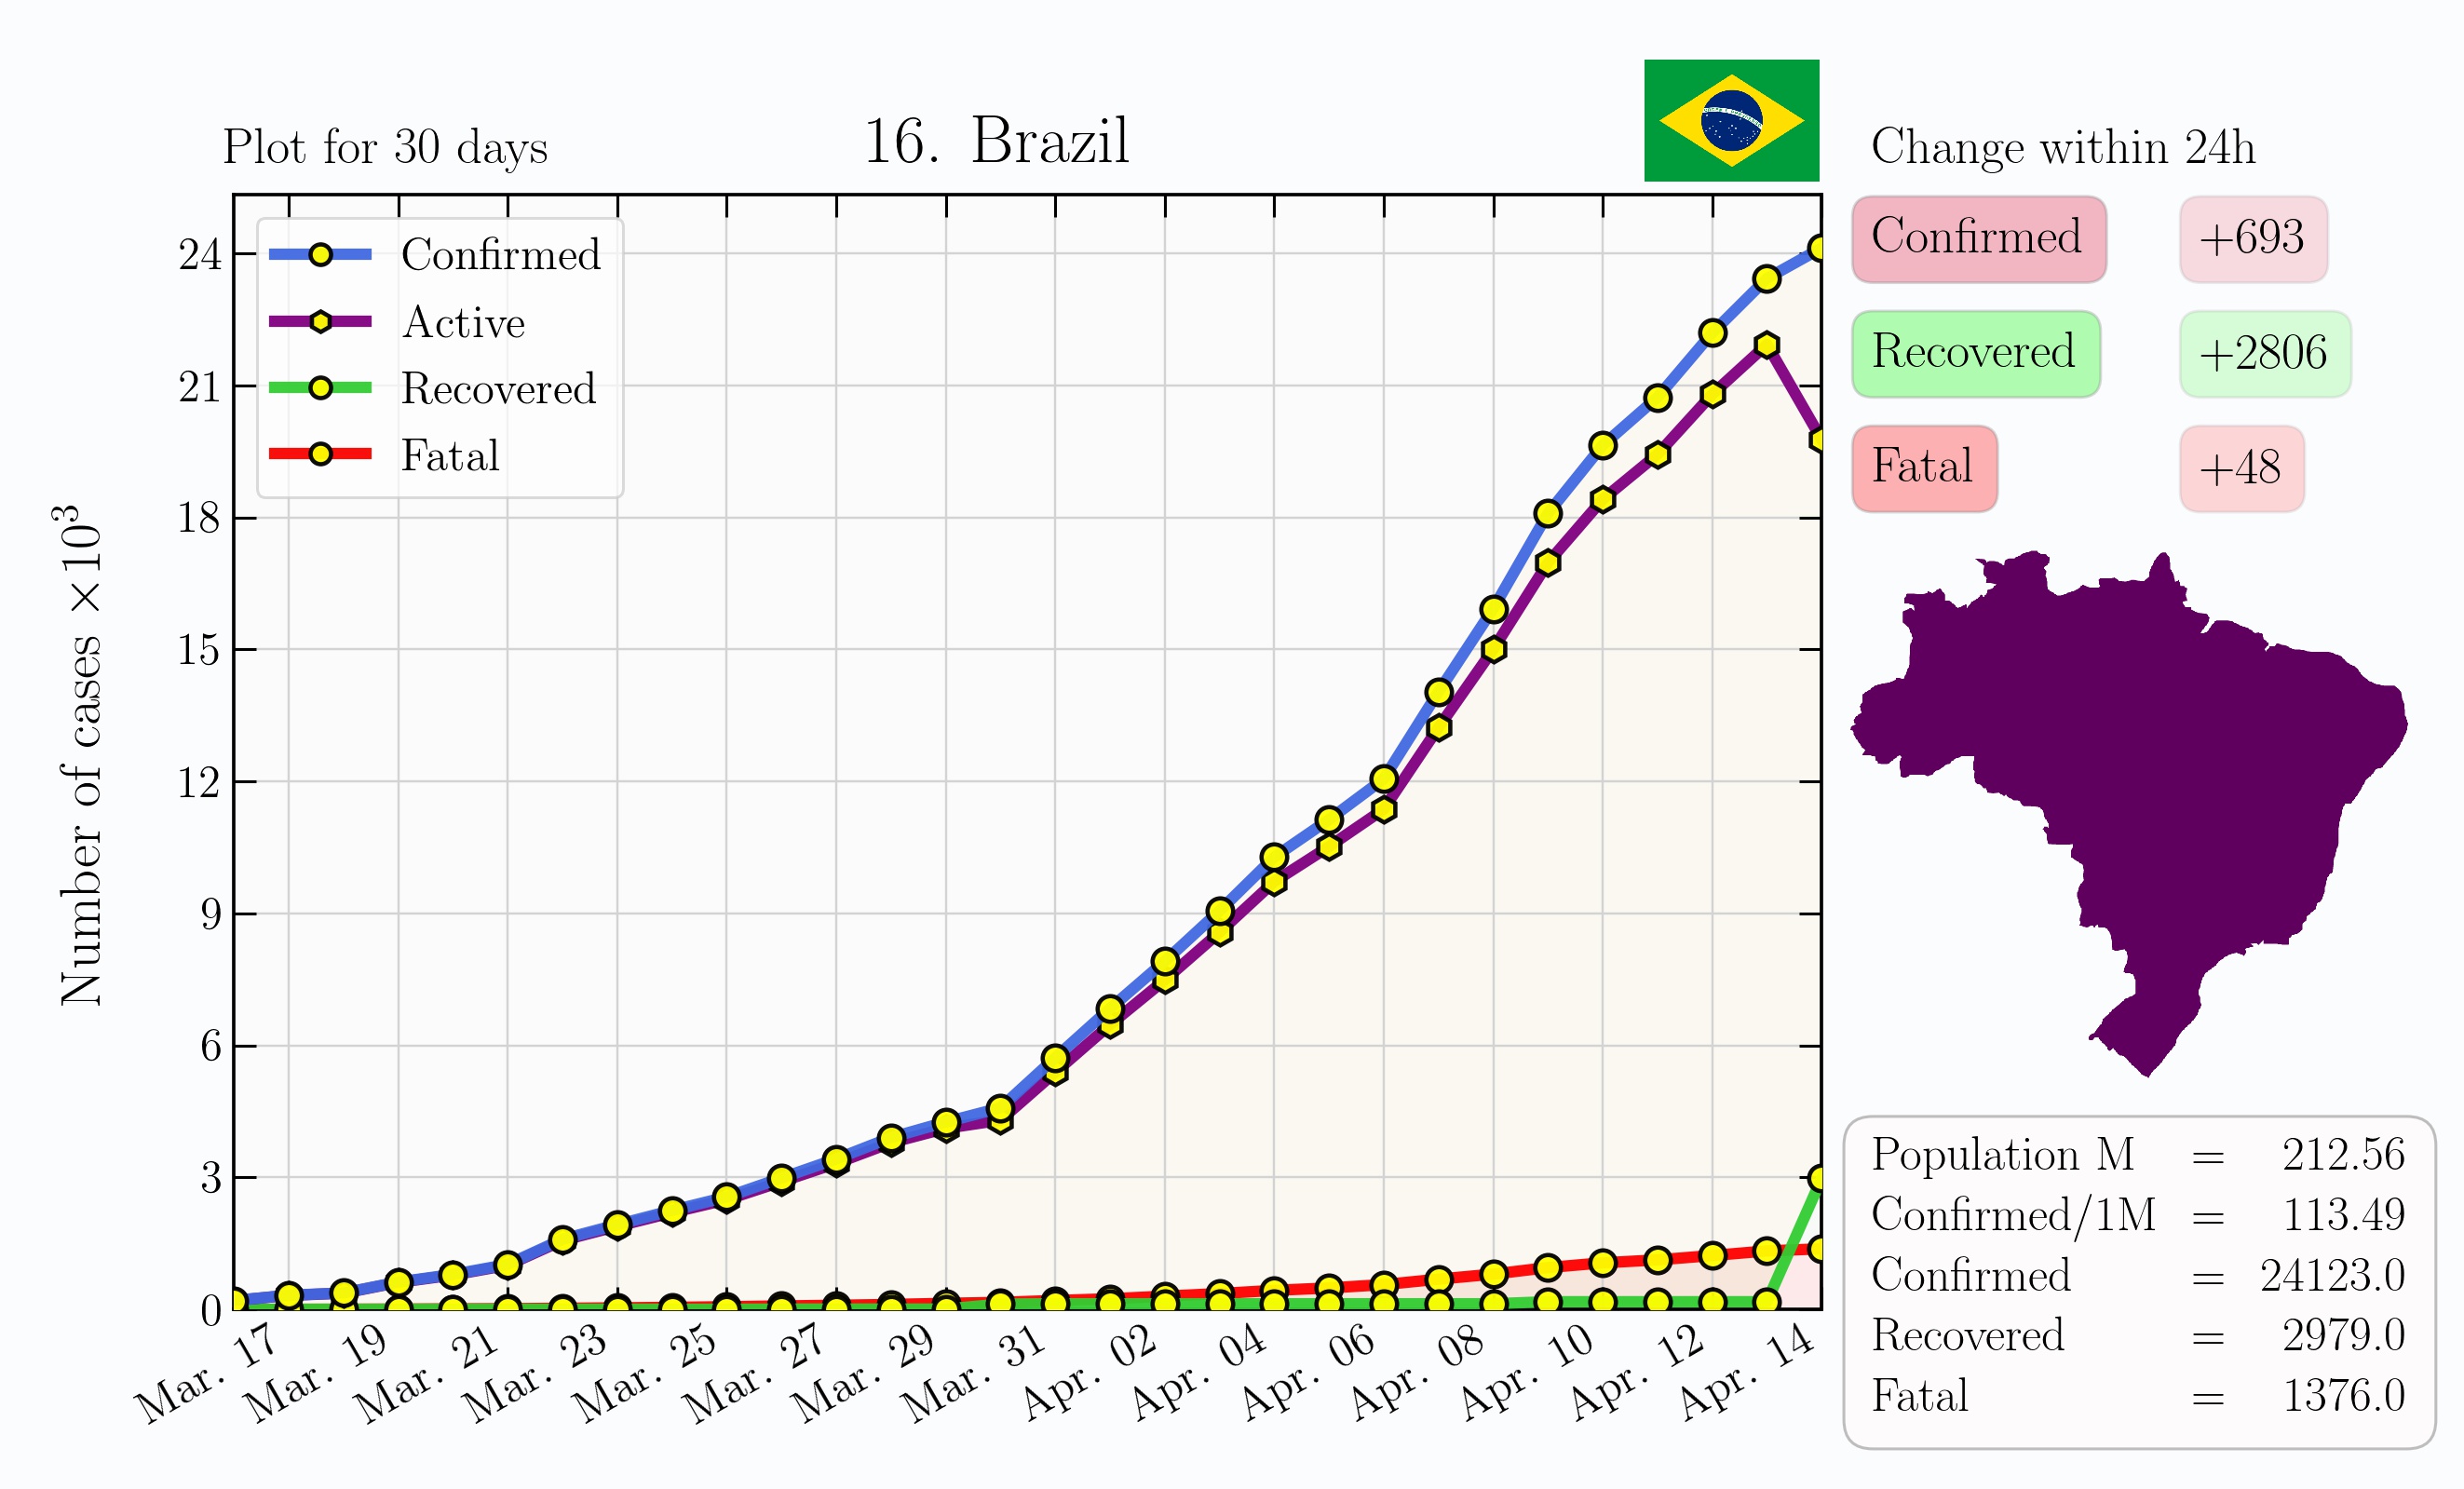 Plot for 30 days
16. Brazil
Change within 24h
Confirmed +693
Recovered +2806
Fatal +48
Confirmed
Active
Recovered
Fatal
Number of cases ×10³
24
21
18
15
12
9
6
3
0
Mar. 17
Mar. 19
Mar. 21
Mar. 23
Mar. 25
Mar. 27
Mar. 29
Mar. 31
Apr. 02
Apr. 04
Apr. 06
Apr. 08
Apr. 10
Apr. 12
Apr. 14
Population M = 212.56
Confirmed/1M = 113.49
Confirmed = 24123.0
Recovered = 2979.0
Fatal = 1376.0